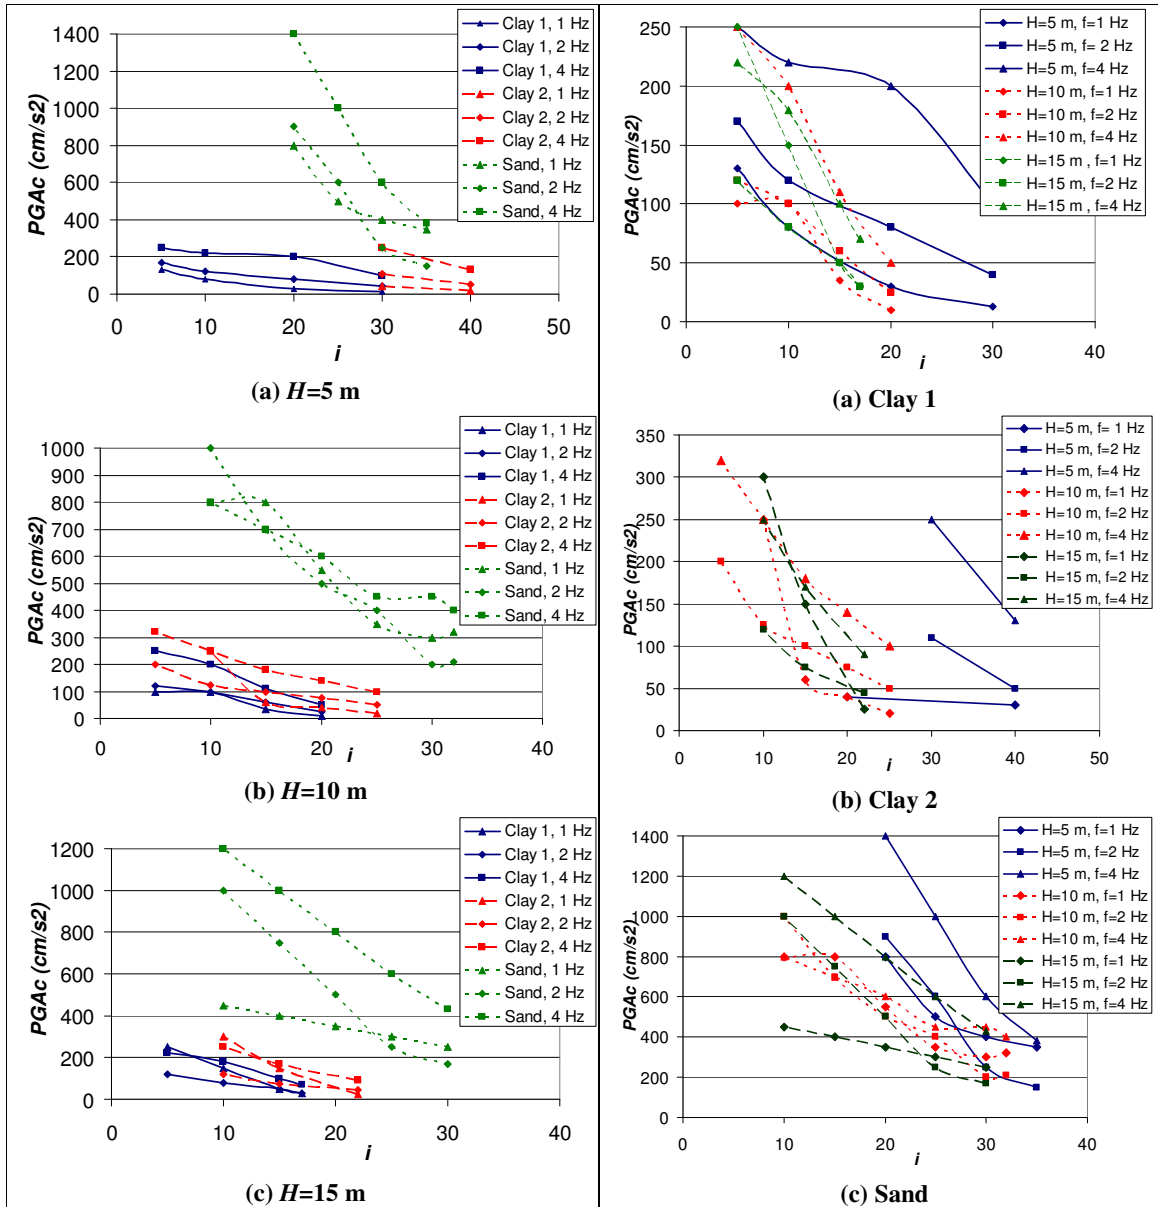 Clay 1, 1 Hz
Clay 1, 2 Hz
Clay 1, 4 Hz
Clay 2, 1 Hz
Clay 2, 2 Hz
Clay 2, 4 Hz
Sand, 1 Hz
Sand, 2 Hz
Sand, 4 Hz
PGAc (cm/s2)
1400
1200
1000
800
600
400
200
0
0 10 20 30 40 50
i
(a) H=5 m
Clay 1, 1 Hz
Clay 1, 2 Hz
Clay 1, 4 Hz
Clay 2, 1 Hz
Clay 2, 2 Hz
Clay 2, 4 Hz
Sand, 1 Hz
Sand, 2 Hz
Sand, 4 Hz
PGAc (cm/s2)
1000
900
800
700
600
500
400
300
200
100
0
0 10 20 30 40
i
(b) H=10 m
Clay 1, 1 Hz
Clay 1, 2 Hz
Clay 1, 4 Hz
Clay 2, 1 Hz
Clay 2, 2 Hz
Clay 2, 4 Hz
Sand, 1 Hz
Sand, 2 Hz
Sand, 4 Hz
PGAc (cm/s2)
1200
1000
800
600
400
200
0
0 10 20 30 40
i
(c) H=15 m
H=5 m, f=1 Hz
H=5 m, f= 2 Hz
H=5 m, f=4 Hz
H=10 m, f=1 Hz
H=10 m, f=2 Hz
H=10 m, f=4 Hz
H=15 m , f=1 Hz
H=15 m, f=2 Hz
H=15 m , f=4 Hz
PGAc (cm/s2)
250
200
150
100
50
0
0 10 20 30 40
i
(a) Clay 1
H=5 m, f= 1 Hz
H=5 m, f=2 Hz
H=5 m, f=4 Hz
H=10 m, f=1 Hz
H=10 m, f=2 Hz
H=10 m, f=4 Hz
H=15 m, f=1 Hz
H=15 m, f=2 Hz
H=15 m, f=4 Hz
PGAc (cm/s2)
350
300
250
200
150
100
50
0
0 10 20 30 40 50
i
(b) Clay 2
H=5 m, f=1 Hz
H=5 m, f=2 Hz
H=5 m, f=4 Hz
H=10 m, f=1 Hz
H=10 m, f=2 Hz
H=10 m, f=4 Hz
H=15 m, f=1 Hz
H=15 m, f=2 Hz
H=15 m, f=4 Hz
PGAc (cm/s2)
1400
1200
1000
800
600
400
200
0
0 10 20 30 40
i
(c) Sand